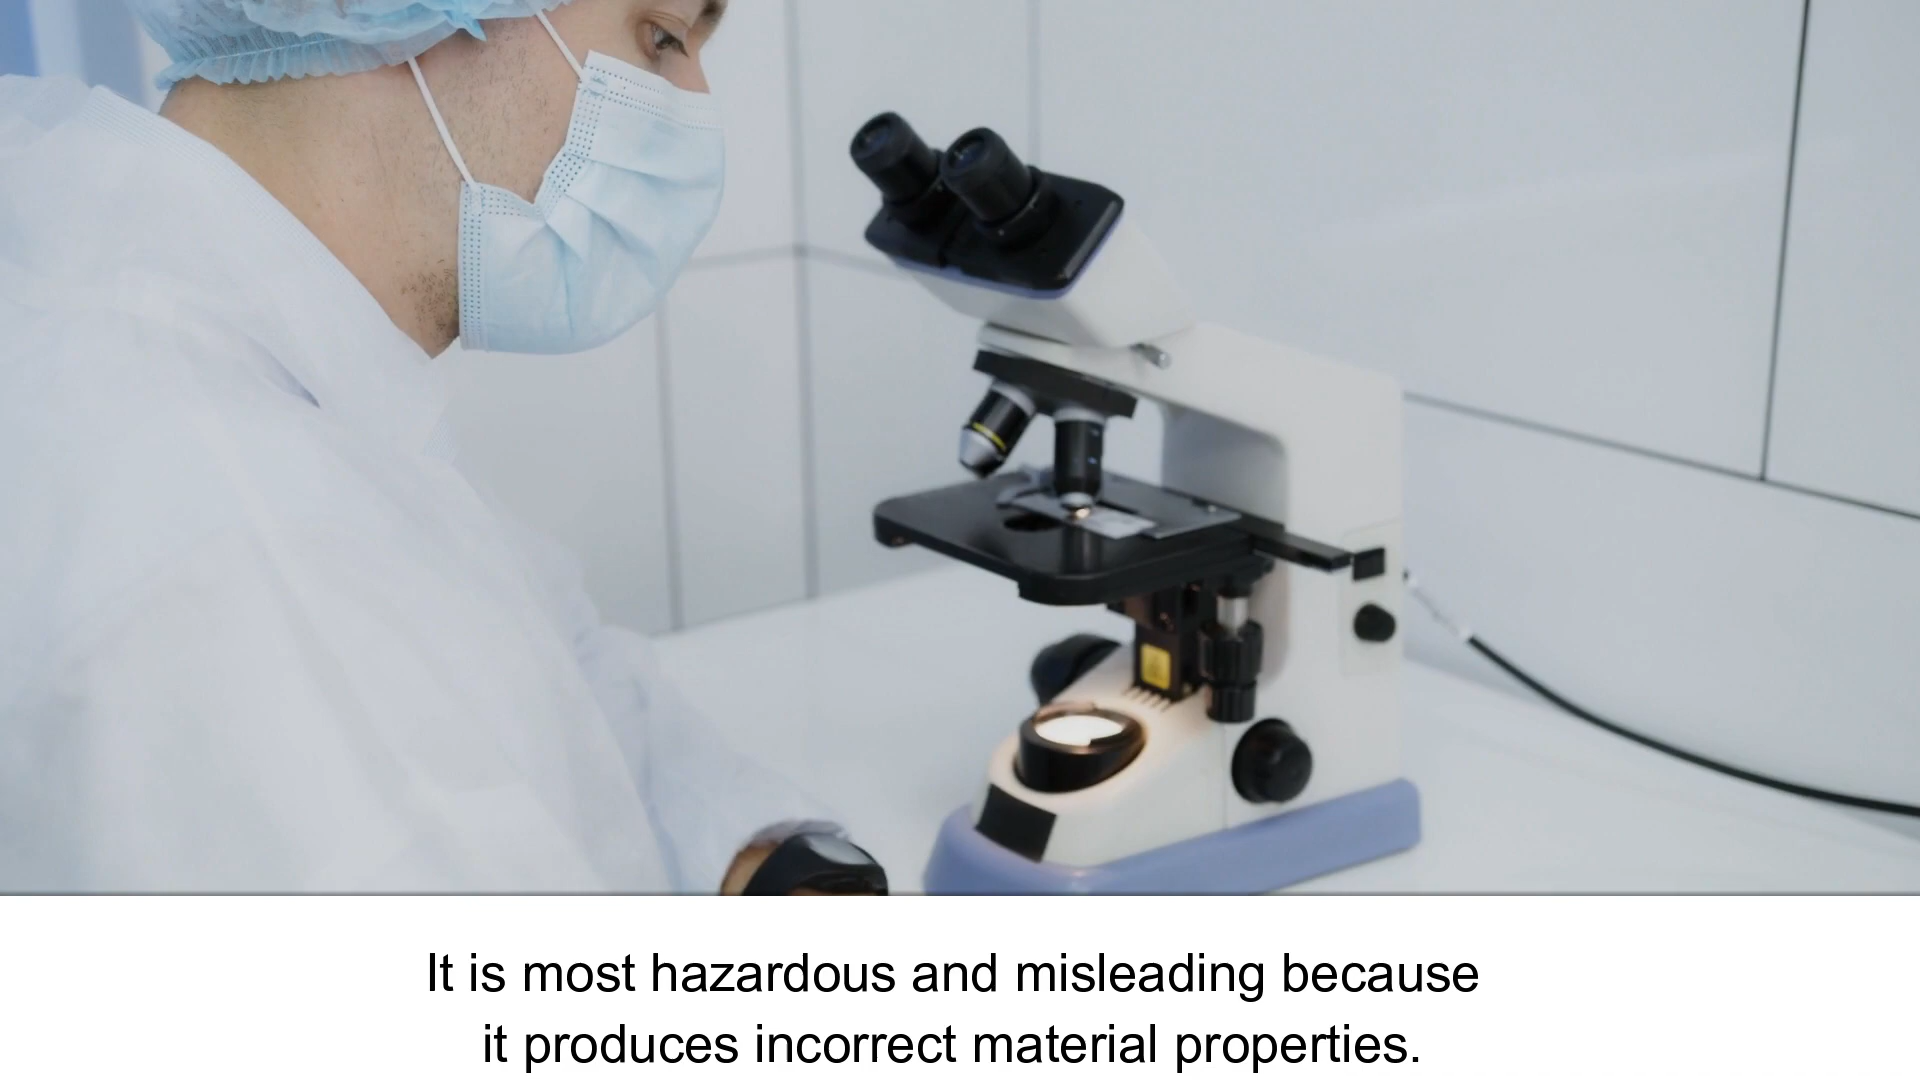 It is most hazardous and misleading because
it produces incorrect material properties.